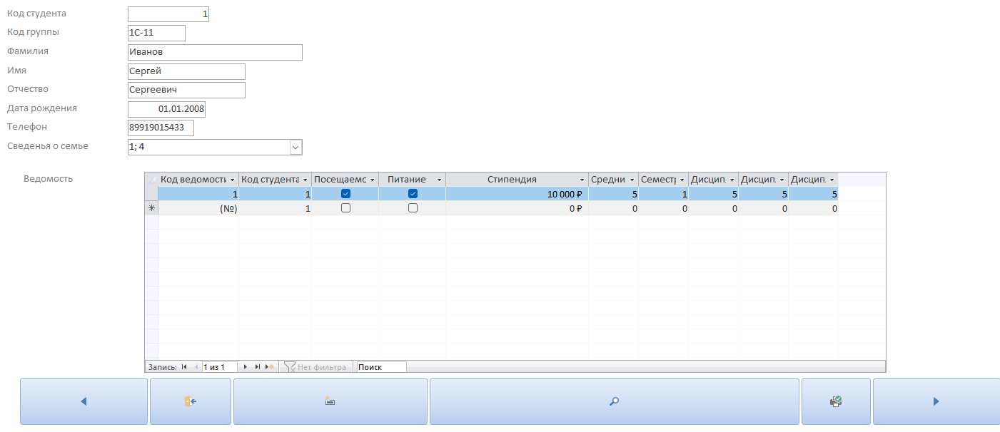 Код студента 1
Код группы 1С-11
Фамилия Иванов
Имя Сергей
Отчество Сергеевич
Дата рождения 01.01.2008
Телефон 89919015433
Сведенья о семье 1; 4
Ведомость
Код ведомости Код студента Посещаемо Питание Стипендия Средни Семестр Дисцип. Дисцип. Дисцип.
1 1 10 000 ₽ 5 1 5 5 5
(№) 1 0 ₽ 0 0 0 0 0
Запись: 1 из 1 Нет фильтра Поиск